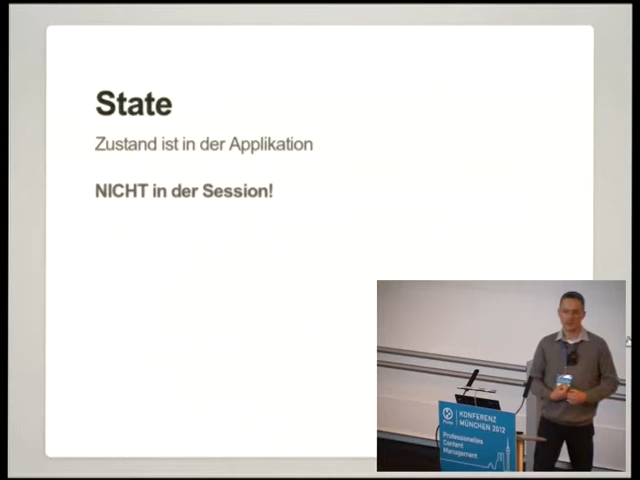 State
Zustand ist in der Applikation
NICHT in der Session!
KONFERENZ
MÜNCHEN 2012
Professionelles
Content
Management